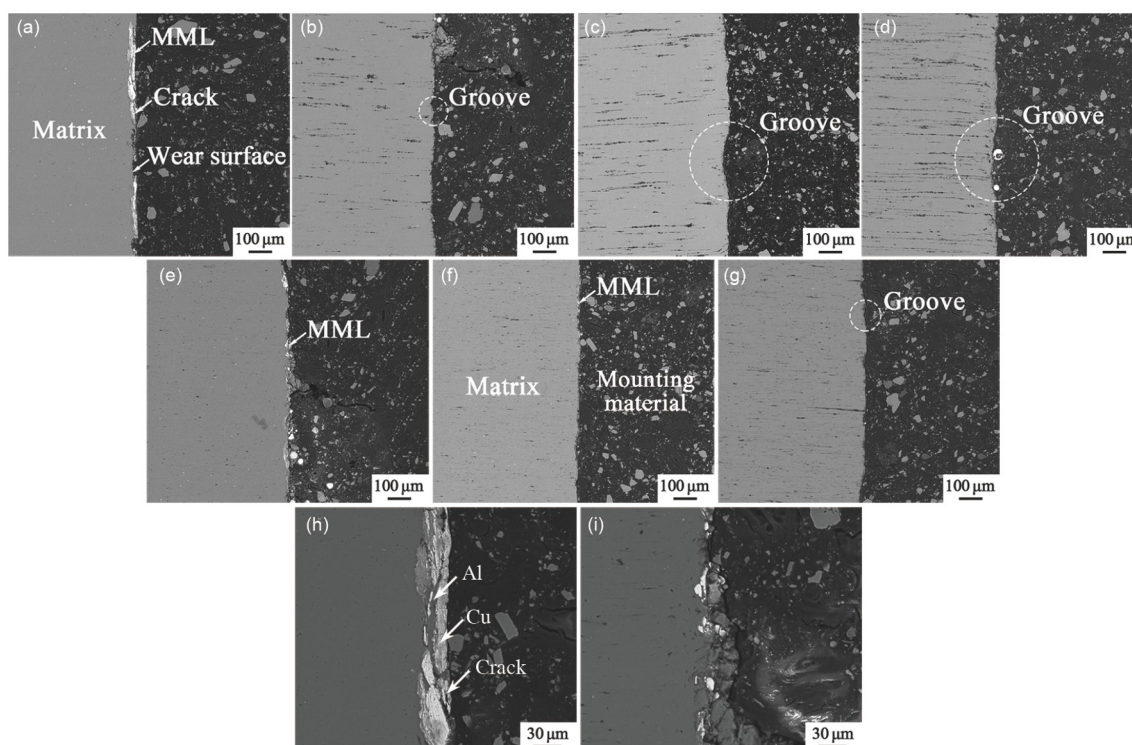 (a)
MML
Crack
Matrix
Wear surface
100 μm
(b)
Groove
100 μm
(c)
Groove
100 μm
(d)
Groove
100 μm
(e)
MML
100 μm
(f)
MML
Matrix
Mounting
material
100 μm
(g)
Groove
100 μm
(h)
Al
Cu
Crack
30 μm
(i)
30 μm